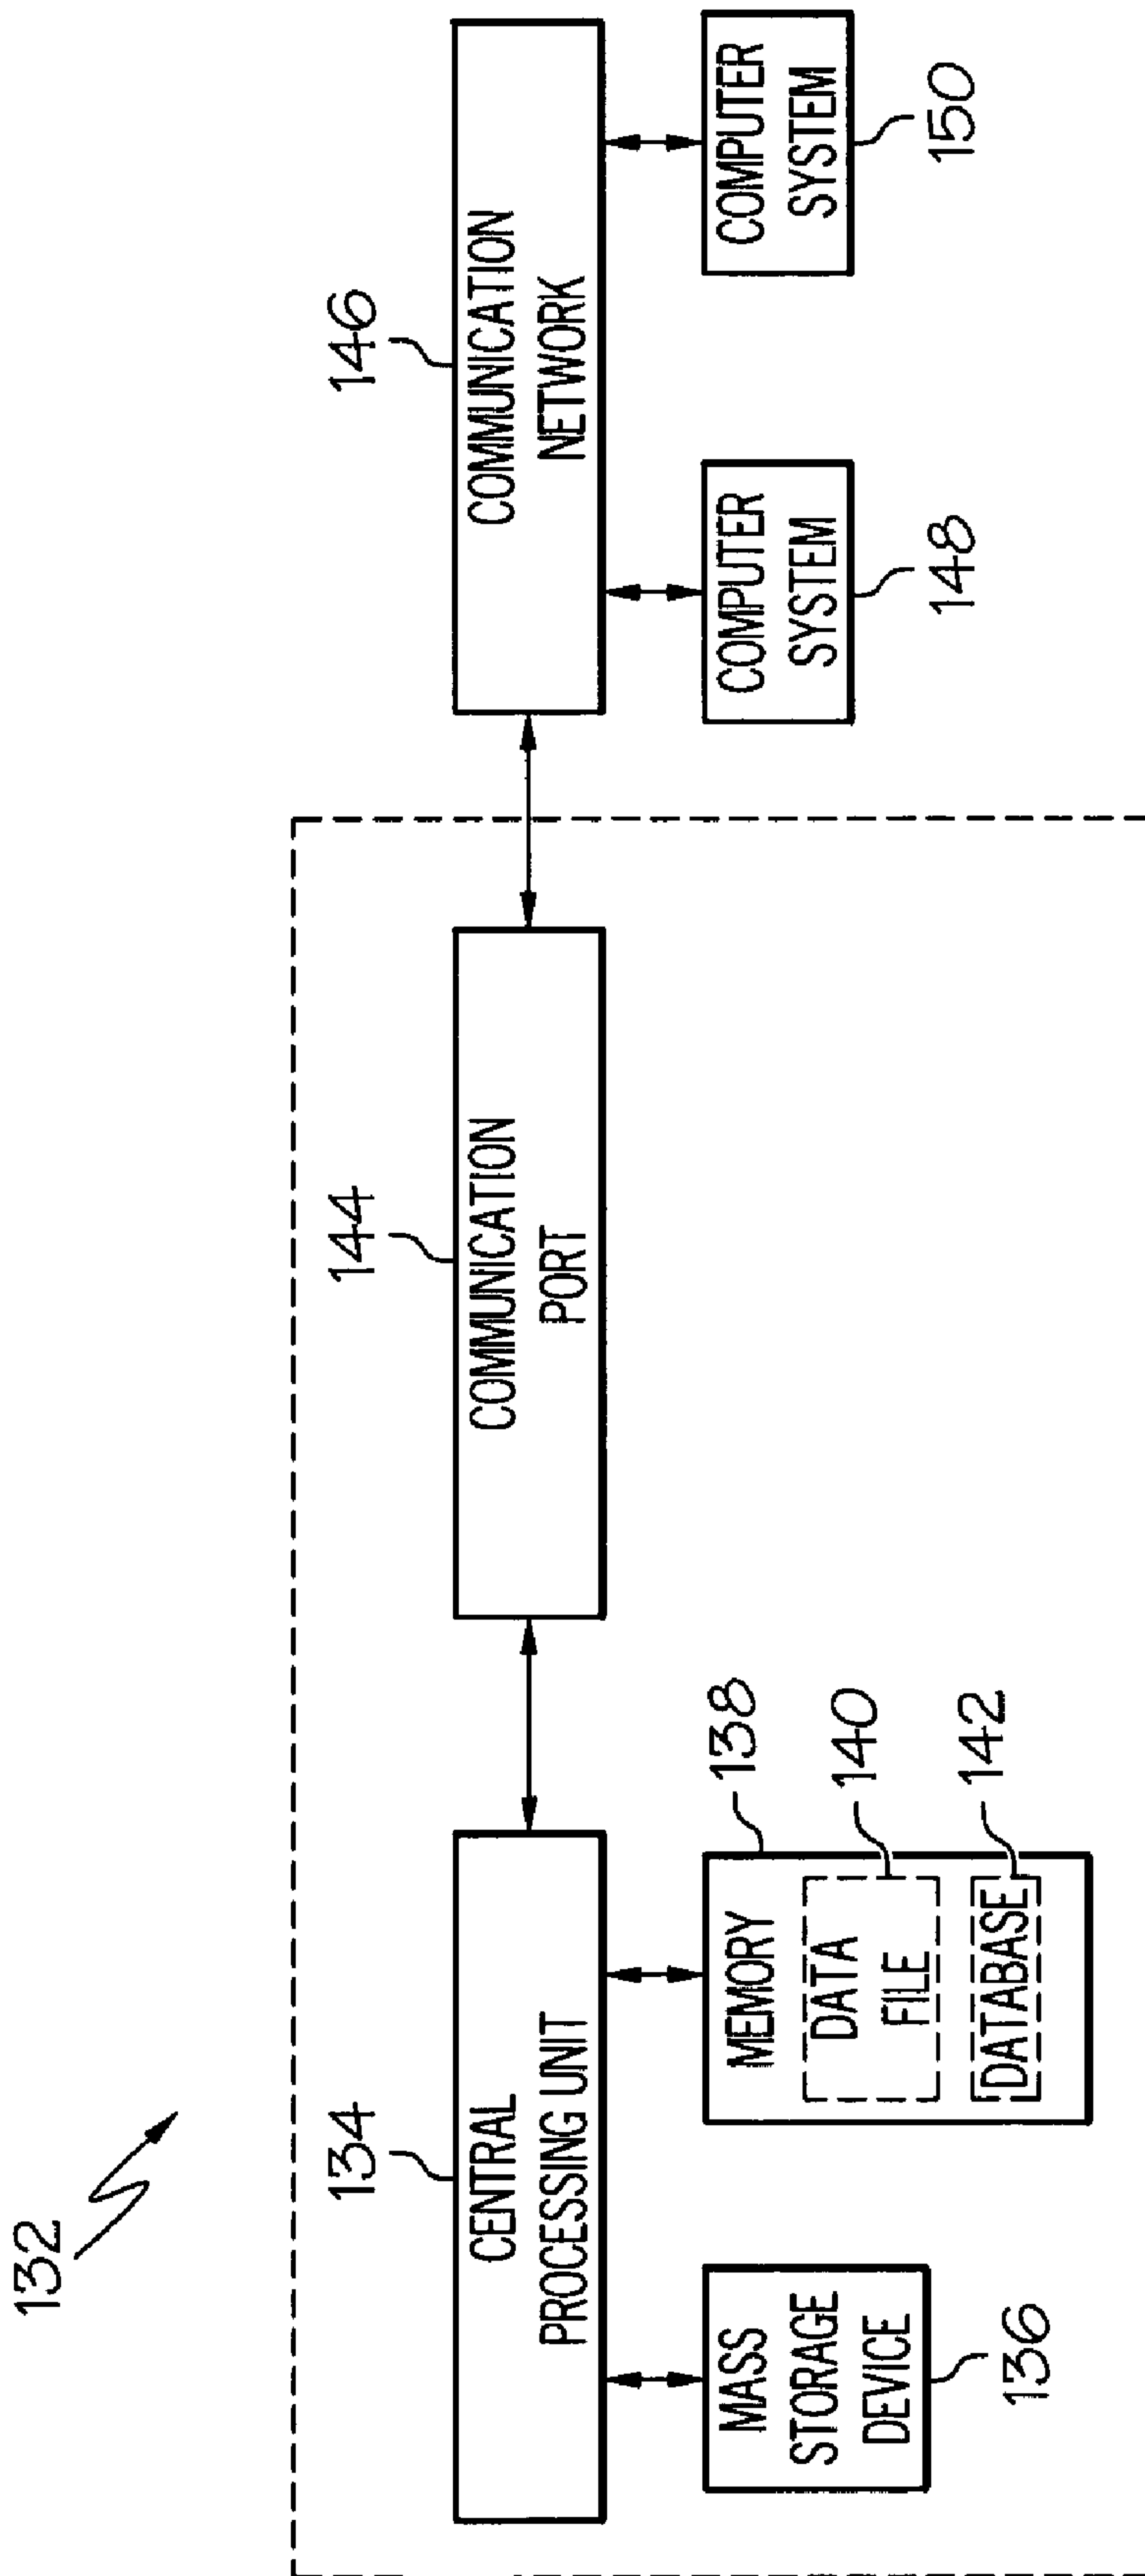 132
134
CENTRAL
PROCESSING UNIT
MASS
STORAGE
DEVICE
136
MEMORY
138
DATA
FILE
140
DATABASE
142
144
COMMUNICATION
PORT
146
COMMUNICATION
NETWORK
COMPUTER
SYSTEM
148
COMPUTER
SYSTEM
150